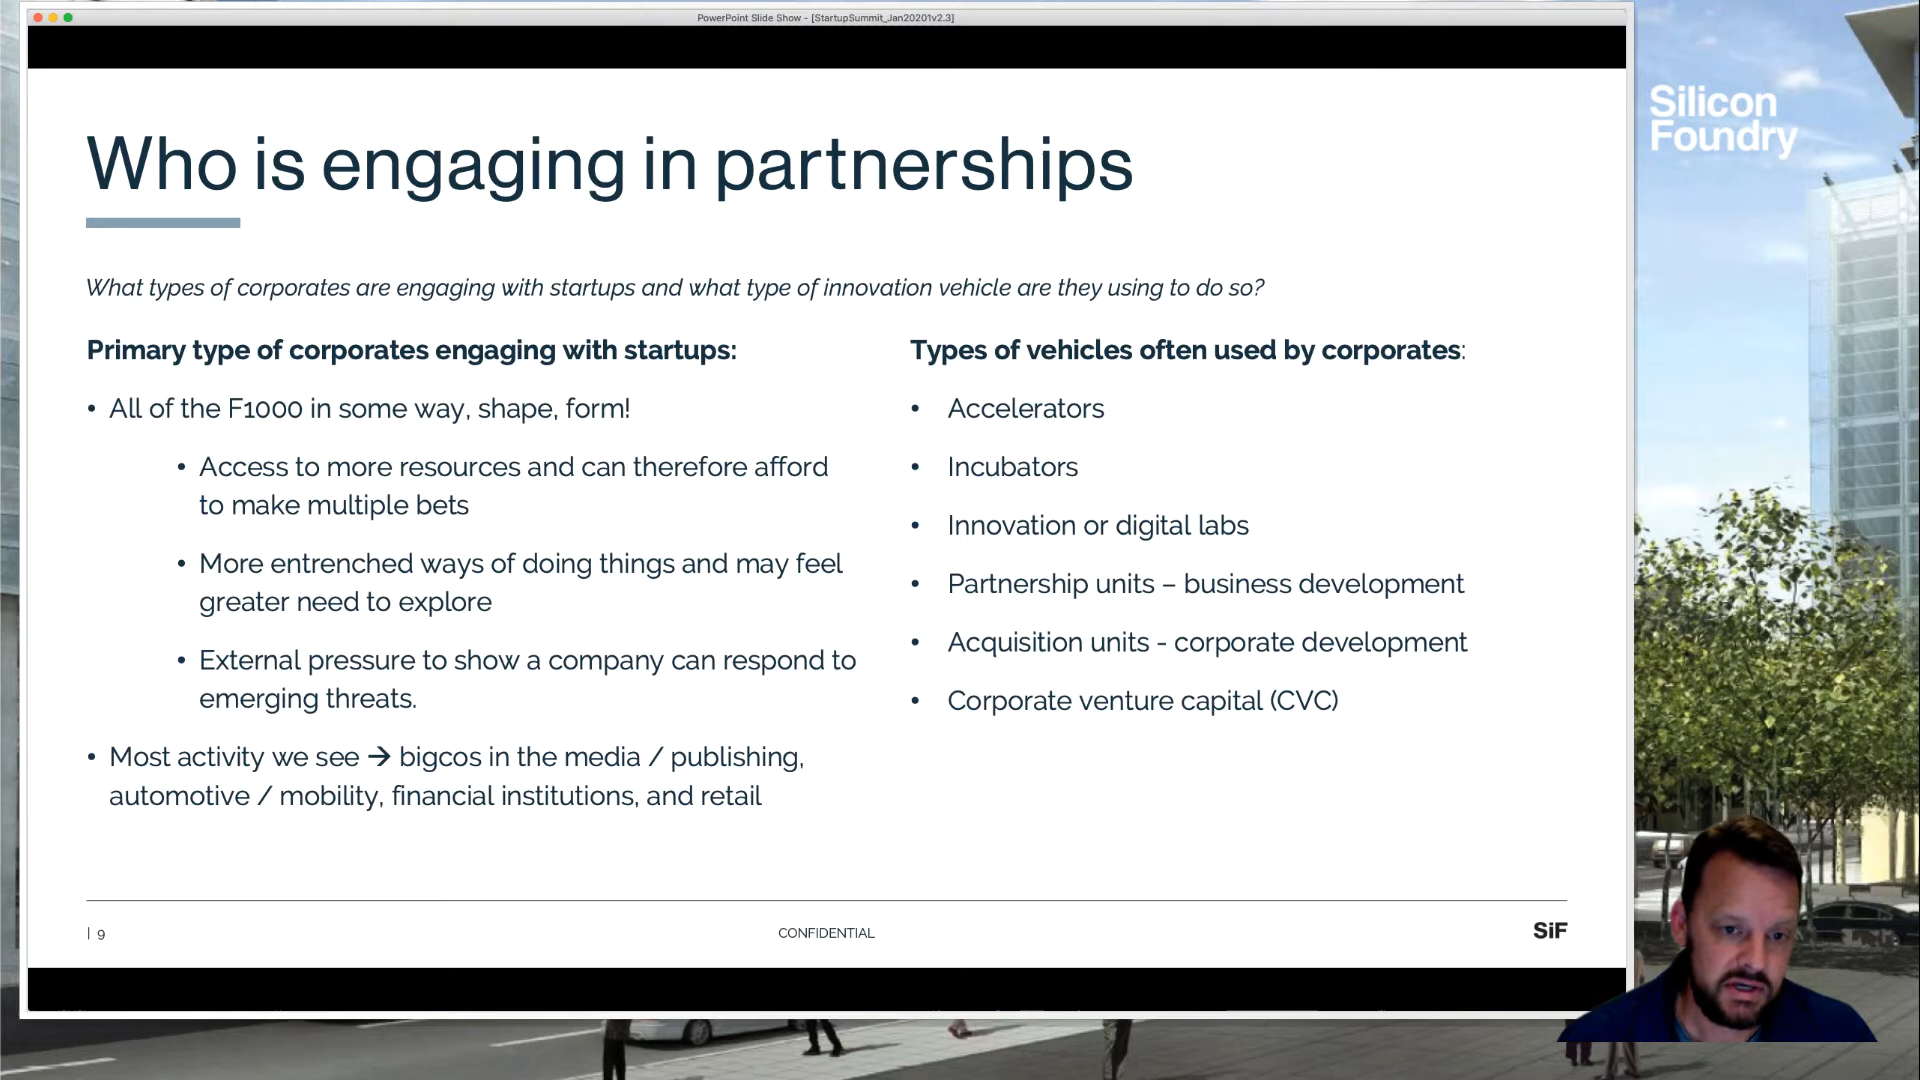 PowerPoint Slide Show - [StartupSummit_Jan20201v2.3]
Silicon
Foundry
Who is engaging in partnerships
What types of corporates are engaging with startups and what type of innovation vehicle are they using to do so?
Primary type of corporates engaging with startups:
• All of the F1000 in some way, shape, form!
• Access to more resources and can therefore afford
to make multiple bets
• More entrenched ways of doing things and may feel
greater need to explore
• External pressure to show a company can respond to
emerging threats.
• Most activity we see → bigcos in the media / publishing,
automotive / mobility, financial institutions, and retail
Types of vehicles often used by corporates:
• Accelerators
• Incubators
• Innovation or digital labs
• Partnership units – business development
• Acquisition units - corporate development
• Corporate venture capital (CVC)
| 9
CONFIDENTIAL
SiF